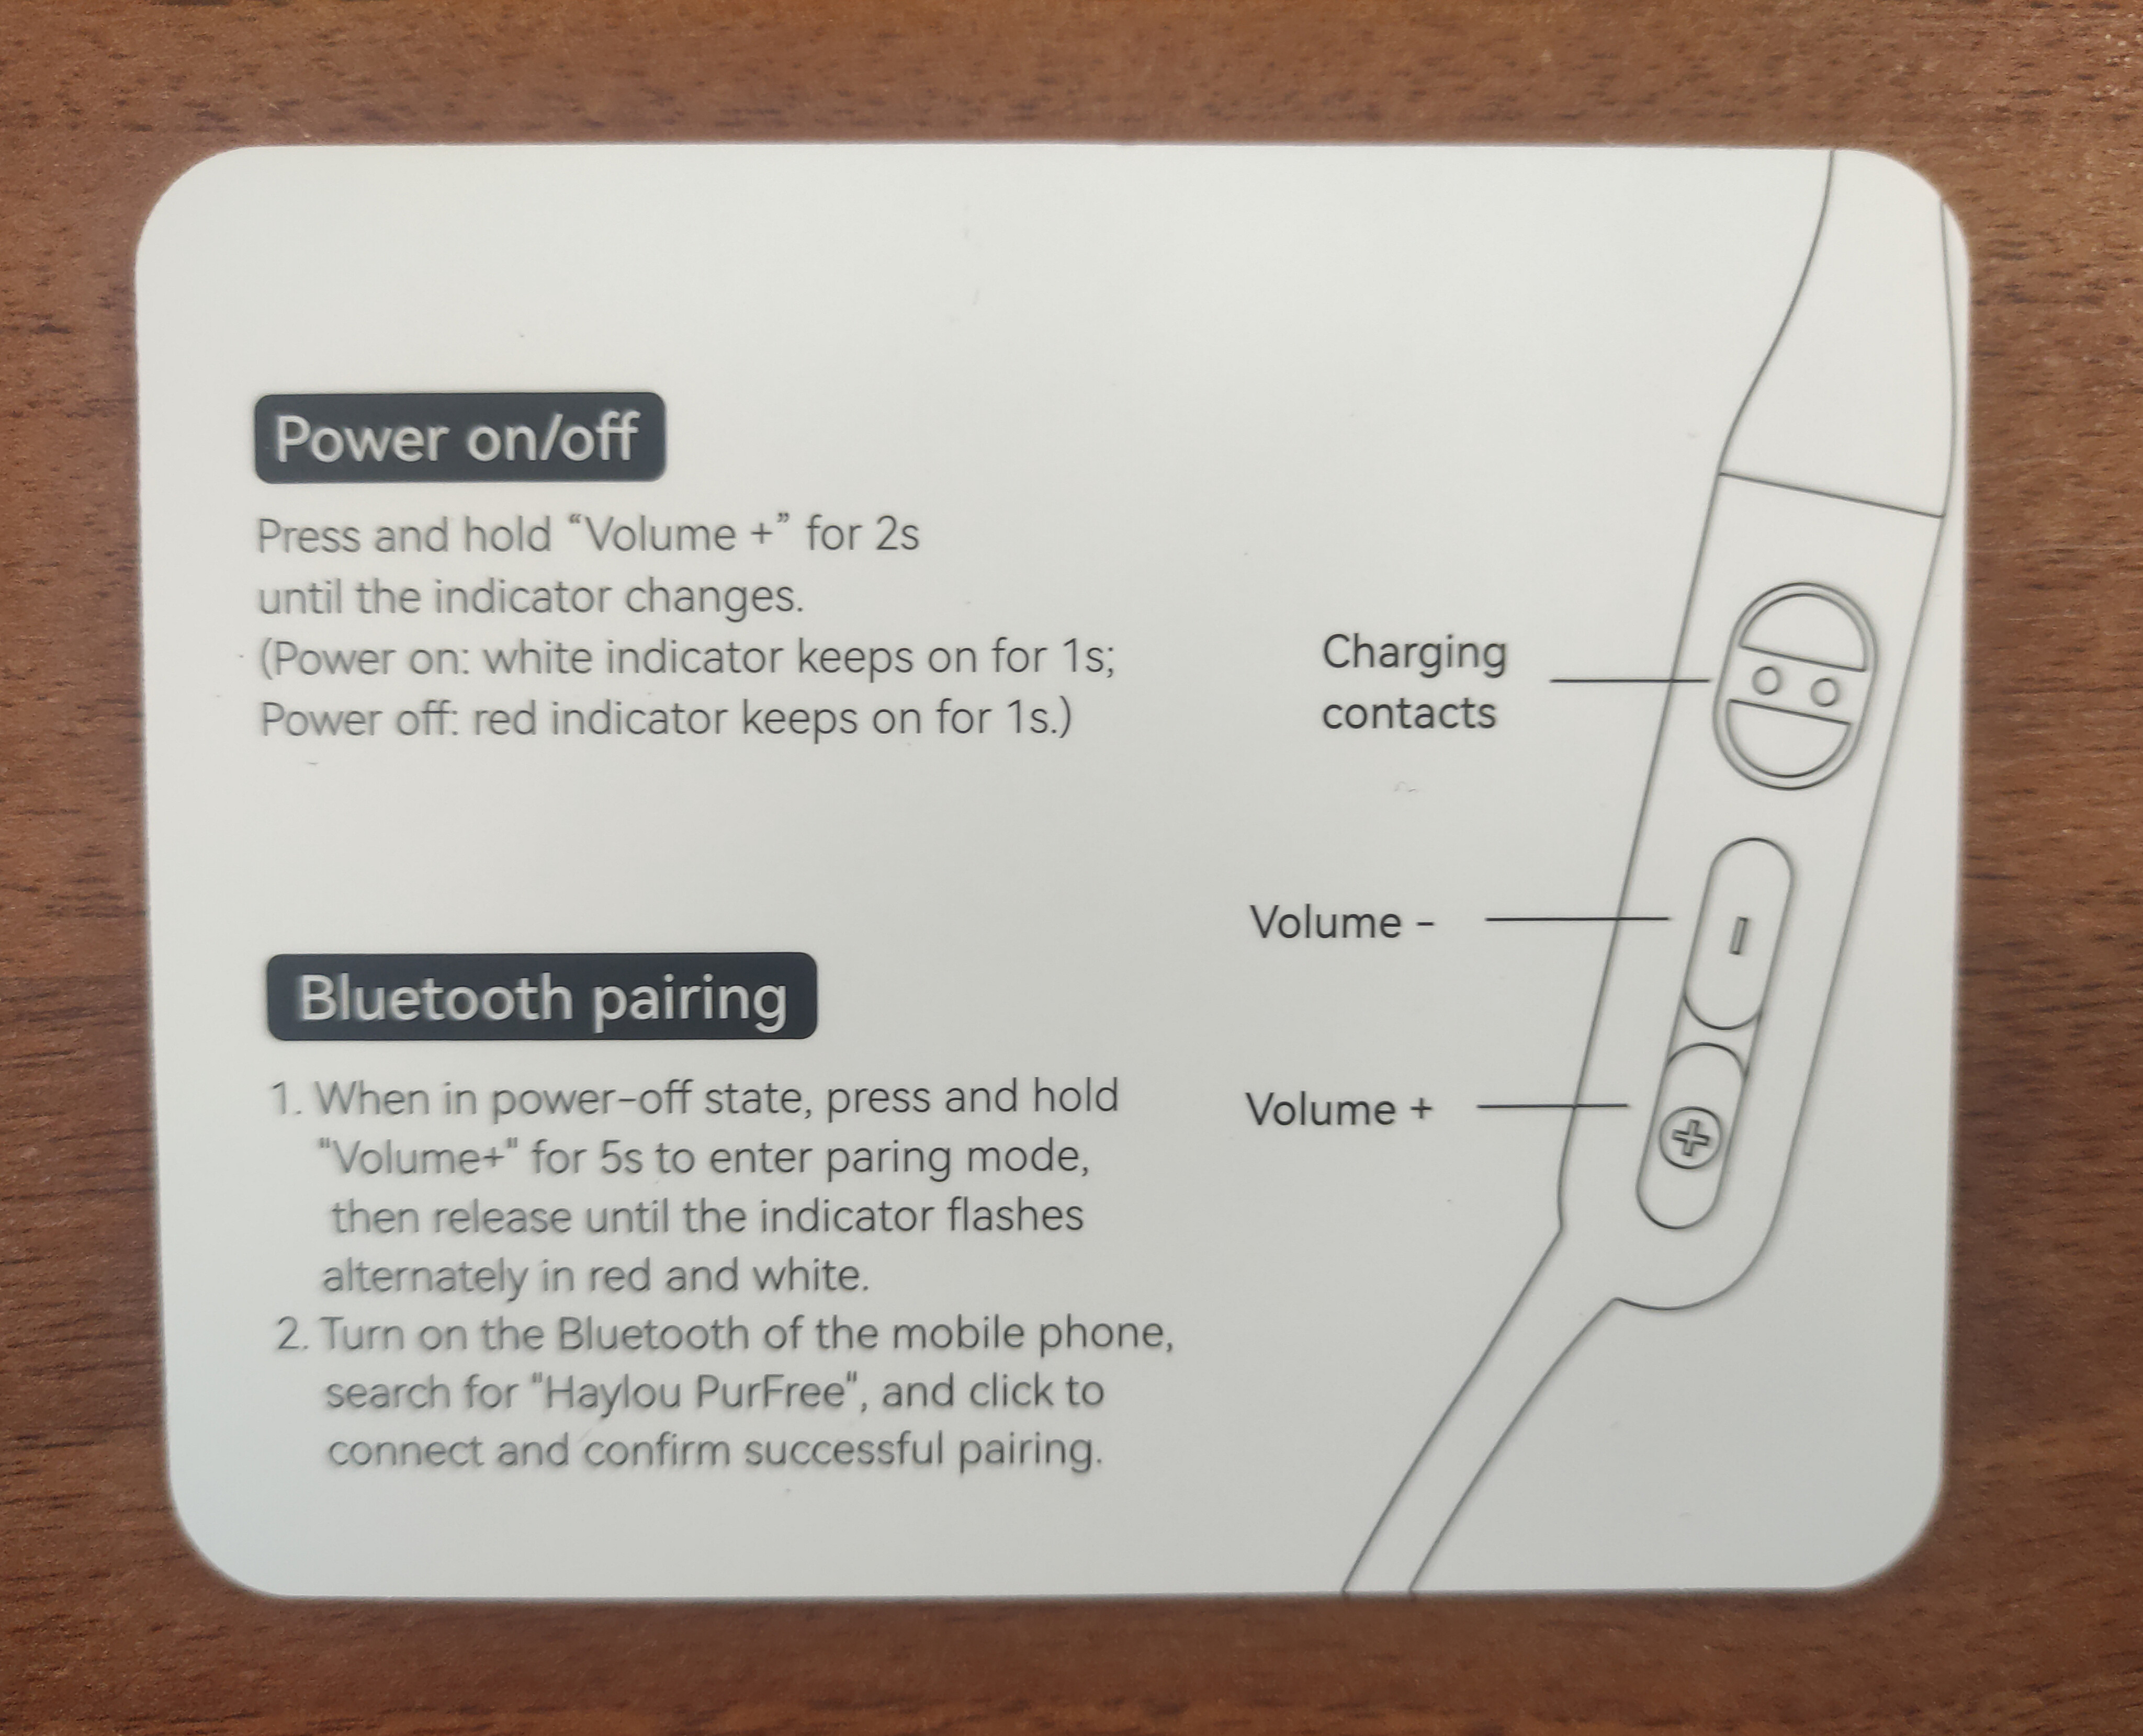 Power on/off
Press and hold “Volume +” for 2s
until the indicator changes.
(Power on: white indicator keeps on for 1s;
Power off: red indicator keeps on for 1s.)
Charging
contacts
Volume -
Volume +
Bluetooth pairing
1. When in power-off state, press and hold
"Volume+" for 5s to enter paring mode,
then release until the indicator flashes
alternately in red and white.
2. Turn on the Bluetooth of the mobile phone,
search for "Haylou PurFree", and click to
connect and confirm successful pairing.